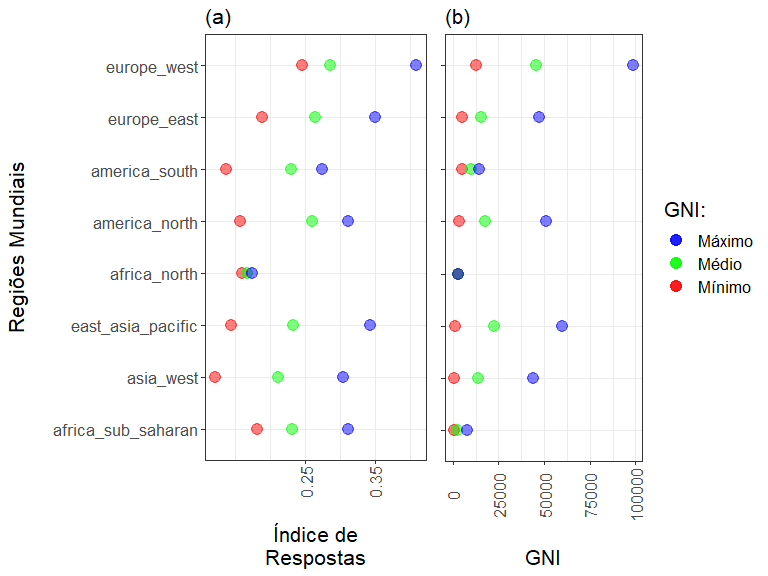 (a)
(b)
Regiões Mundiais
europe_west
europe_east
america_south
america_north
africa_north
east_asia_pacific
asia_west
africa_sub_saharan
0.25
0.35
0
25000
50000
75000
100000
Índice de
Respostas
GNI
GNI:
Máximo
Médio
Mínimo